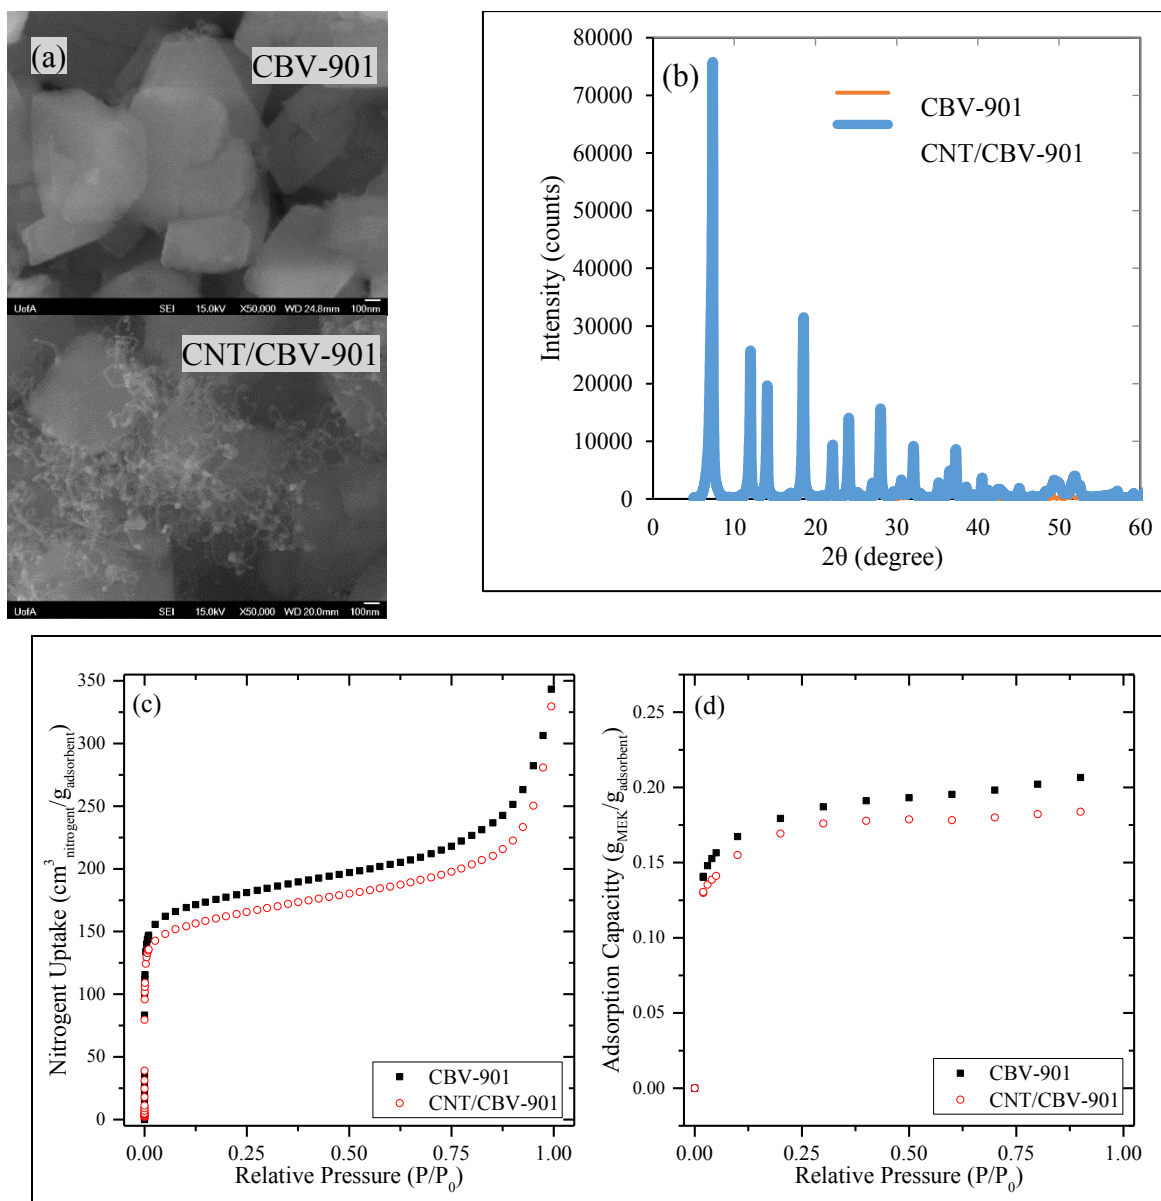 (a)
CBV-901
UofA SEI 15.0kV X50,000 WD 24.8mm 100nm
CNT/CBV-901
UofA SEI 15.0kV X50,000 WD 20.0mm 100nm
(b)
80000
70000
60000
50000
40000
30000
20000
10000
0
Intensity (counts)
CBV-901
CNT/CBV-901
0 10 20 30 40 50 60
2θ (degree)
(c)
350
300
250
200
150
100
50
0
Nitrogent Uptake (cm³nitrogent/gadsorbent)
CBV-901
CNT/CBV-901
0.00 0.25 0.50 0.75 1.00
Relative Pressure (P/P₀)
(d)
0.25
0.20
0.15
0.10
0.05
0.00
Adsorption Capacitty (gMEK/gadsorbent)
CBV-901
CNT/CBV-901
0.00 0.25 0.50 0.75 1.00
Relative Pressure (P/P₀)